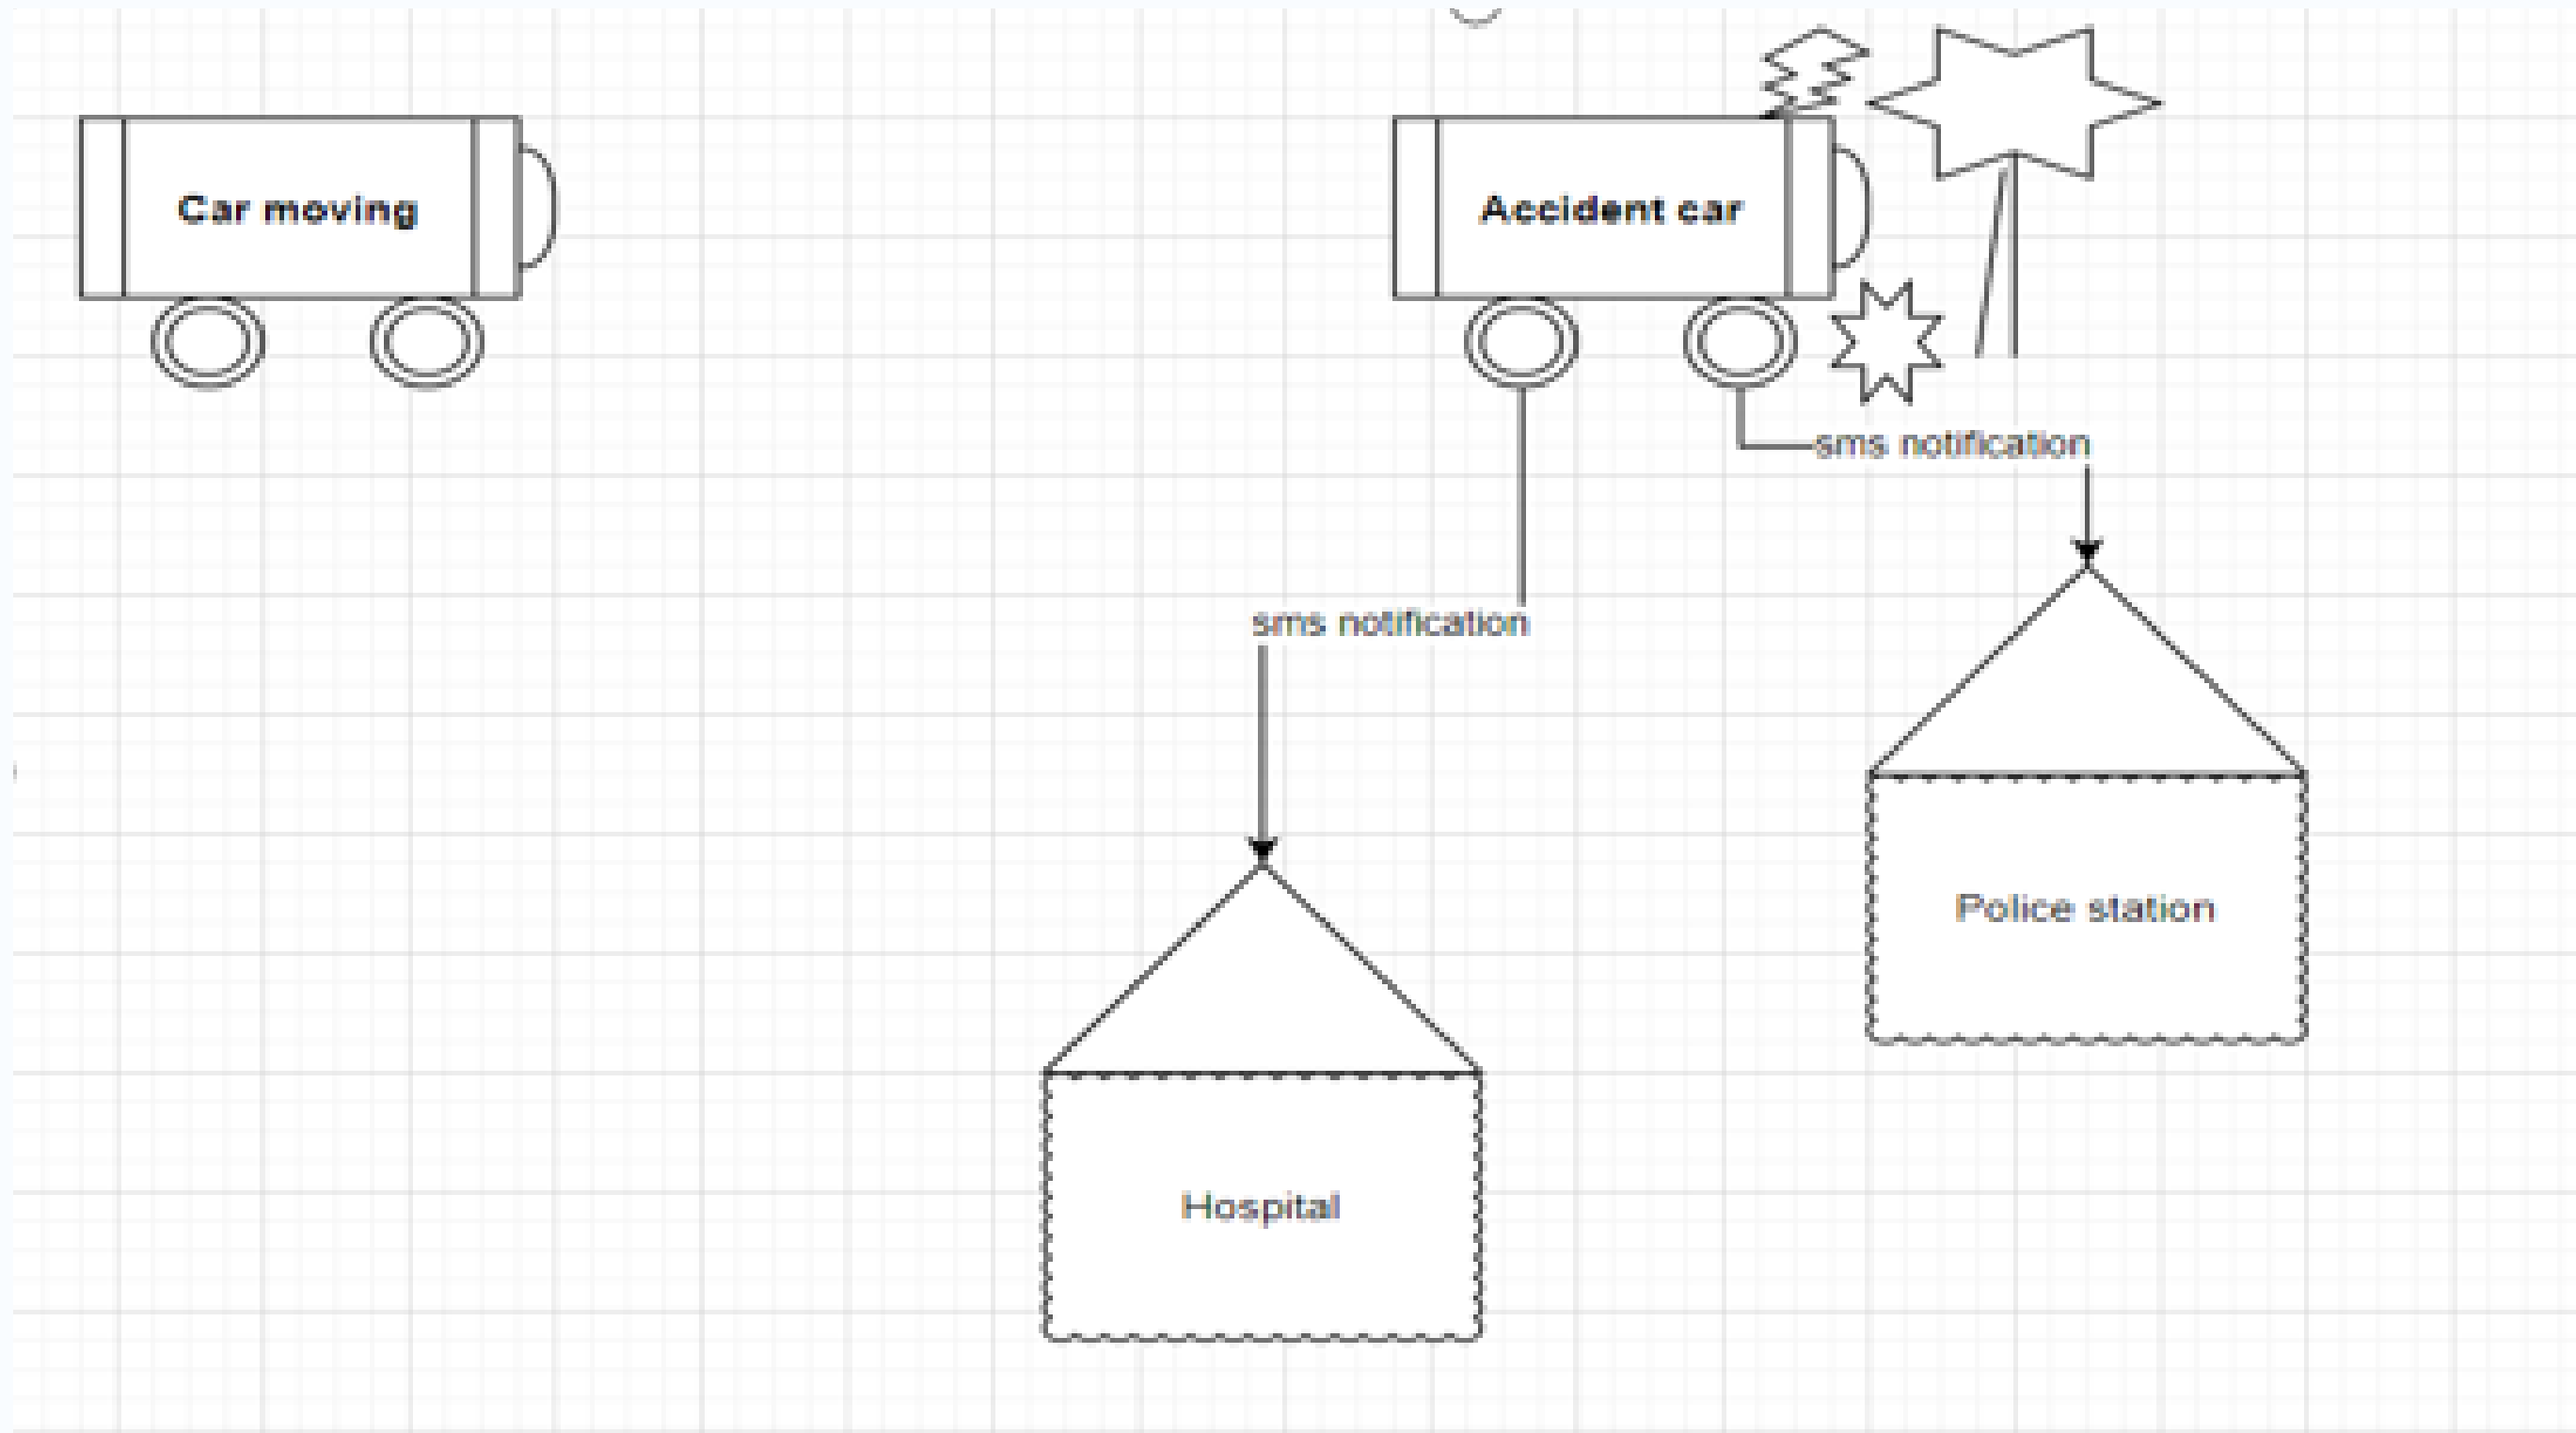 Car moving
Accident car
sms notification
sms notification
Police station
Hospital